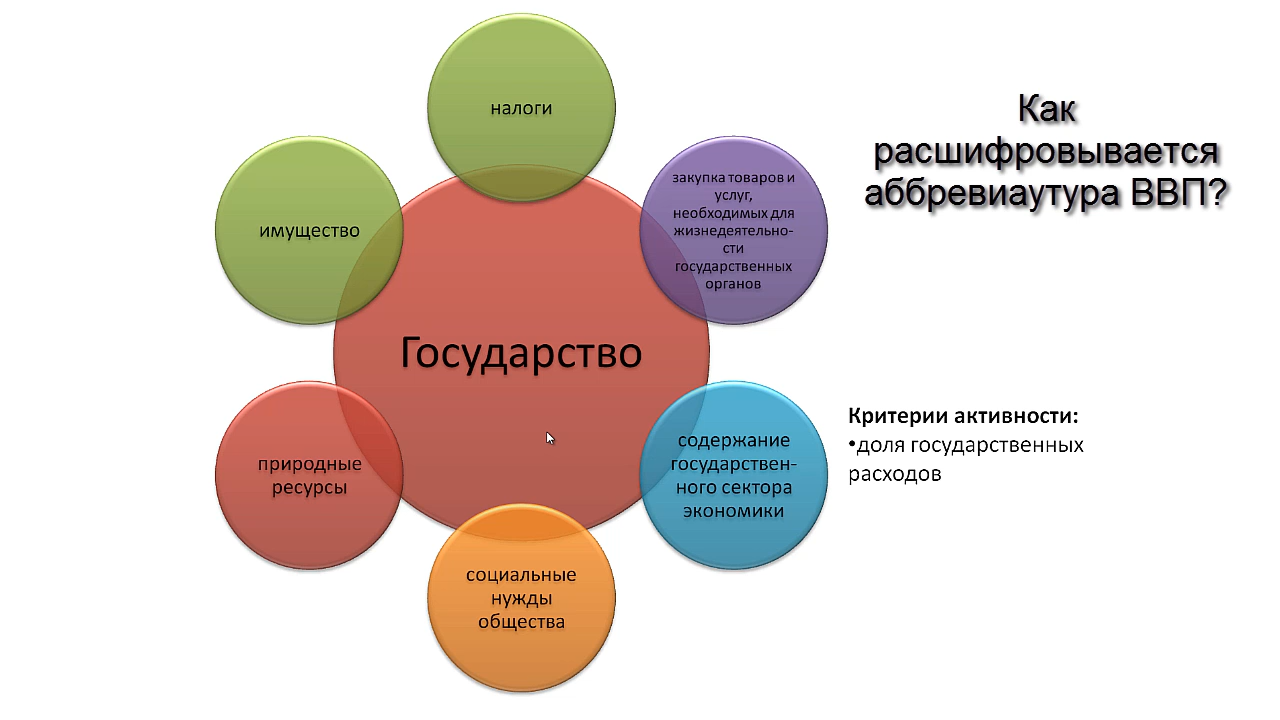 налоги
Как
расшифровывается
аббревиаутура ВВП?
закупка товаров и
услуг,
необходимых для
жизнедеятельно-
сти
государственных
органов
имущество
Государство
Критерии активности:
•доля государственных
расходов
содержание
государствен-
ного сектора
экономики
природные
ресурсы
социальные
нужды
общества